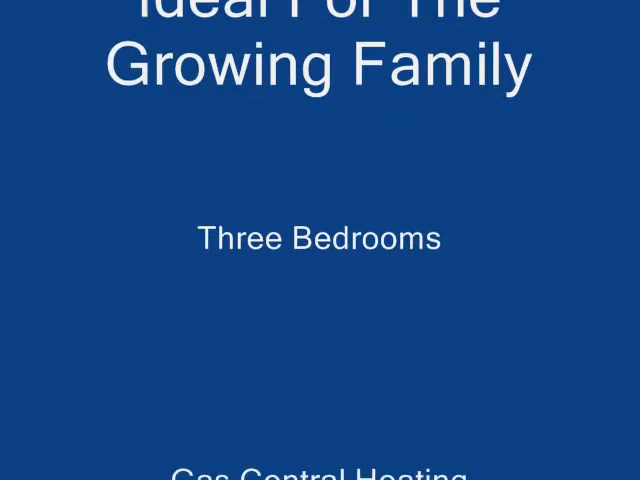 Ideal For The
Growing Family
Three Bedrooms
Gas Central Heating